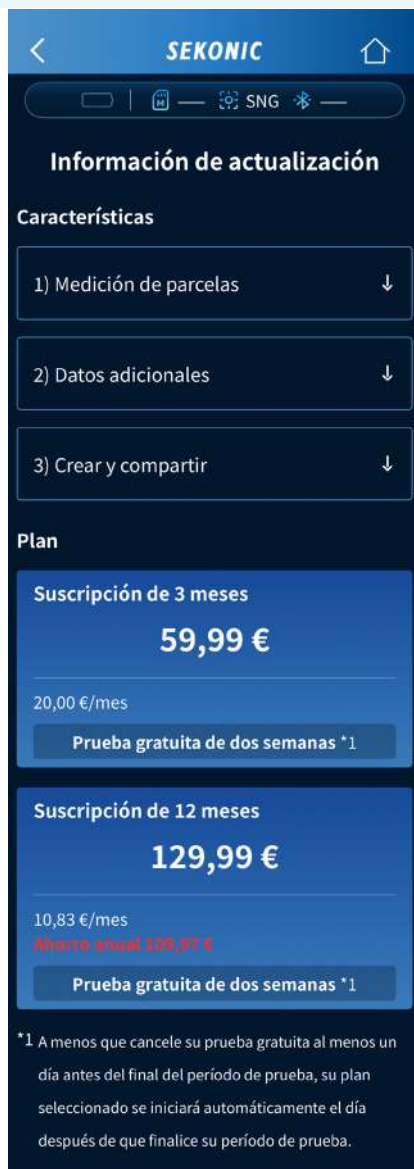 SEKONIC
SNG
Información de actualización
Características
1) Medición de parcelas
2) Datos adicionales
3) Crear y compartir
Plan
Suscripción de 3 meses
59,99 €
20,00 €/mes
Prueba gratuita de dos semanas *1
Suscripción de 12 meses
129,99 €
10,83 €/mes
Ahorro anual 109,97 €
Prueba gratuita de dos semanas *1
*1 A menos que cancele su prueba gratuita al menos un
día antes del final del período de prueba, su plan
seleccionado se iniciará automáticamente el día
después de que finalice su período de prueba.